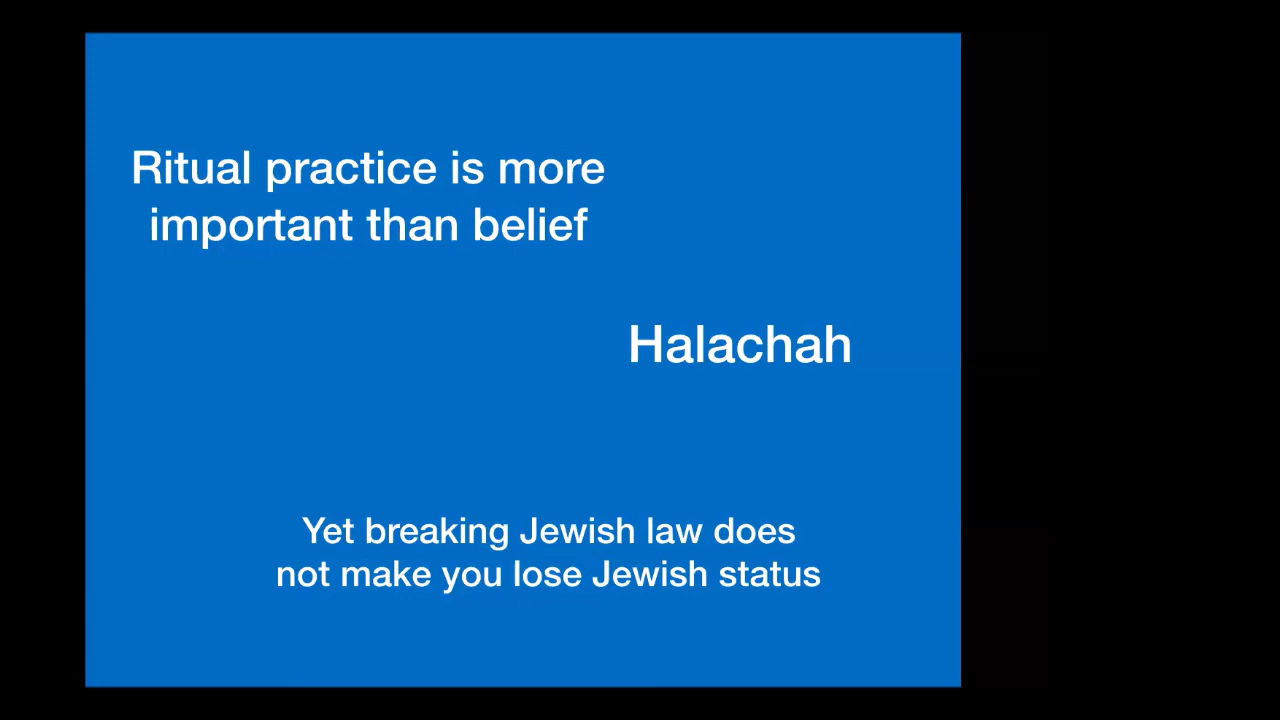 Ritual practice is more
important than belief
Halachah
Yet breaking Jewish law does
not make you lose Jewish status